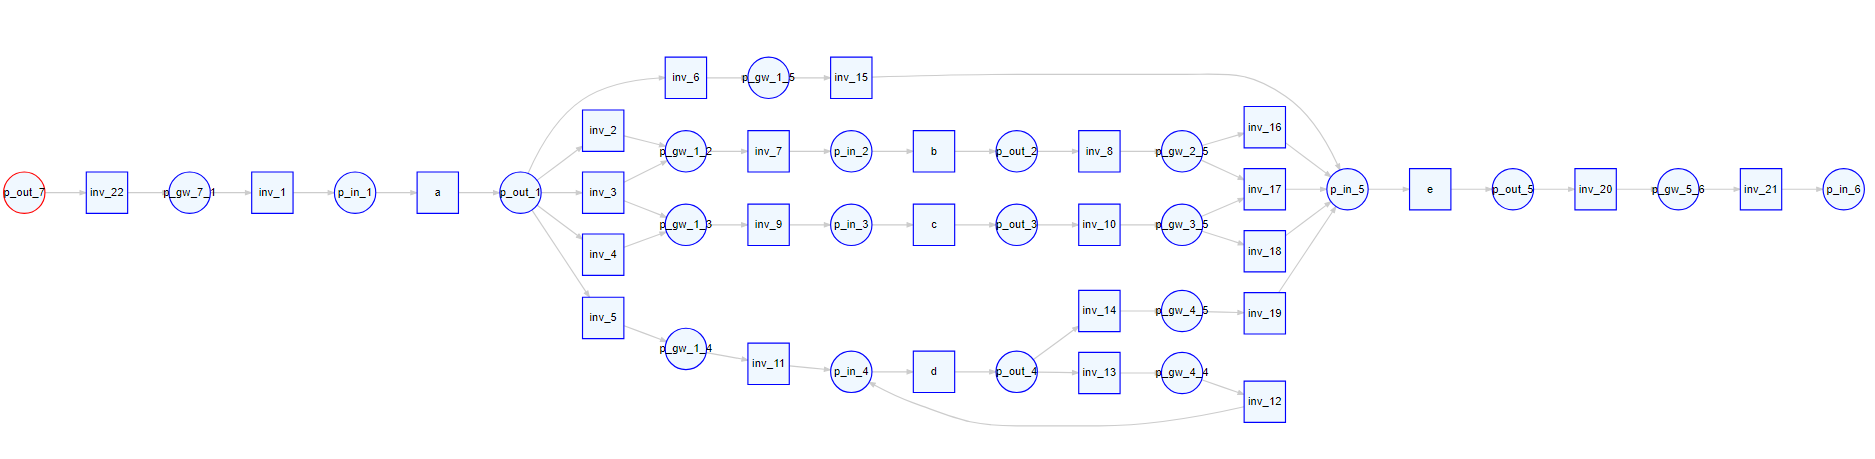 inv_6
p_gw_1_5
inv_15
inv_16
inv_2
p_gw_1_2
inv_7
p_in_2
b
p_out_2
inv_8
p_gw_2_5
p_out_7
inv_22
p_gw_7_1
inv_1
p_in_1
a
p_out_1
inv_3
inv_17
p_in_5
e
p_out_5
inv_20
p_gw_5_6
inv_21
p_in_6
p_gw_1_3
inv_9
p_in_3
c
p_out_3
inv_10
p_gw_3_5
inv_4
inv_18
inv_5
inv_14
p_gw_4_5
inv_19
p_gw_1_4
inv_11
p_in_4
d
p_out_4
inv_13
p_gw_4_4
inv_12